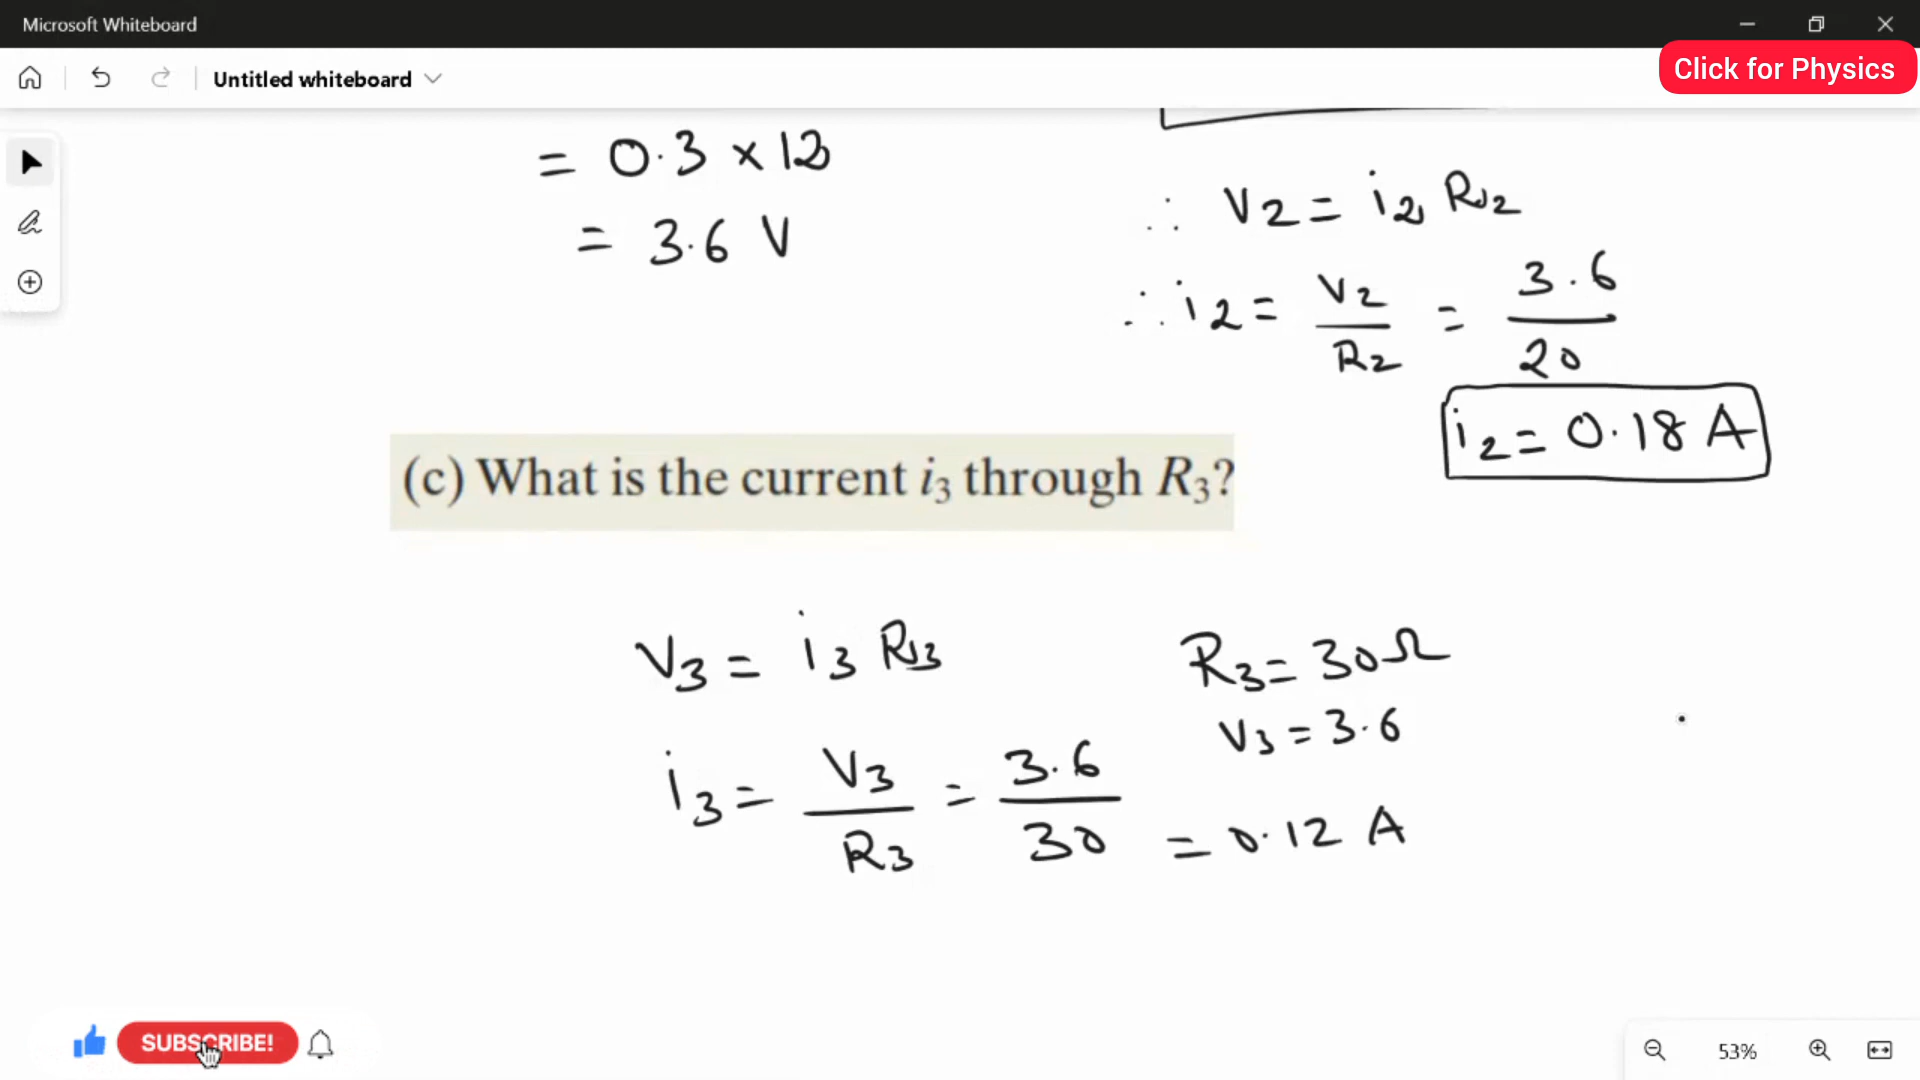 Microsoft Whiteboard
Untitled whiteboard
Click for Physics
= 0.3 × 12
= 3.6 V
∴ V2 = i2 R2
∴ i2 = V2/R2 = 3.6/20
i2 = 0.18 A
(c) What is the current i3 through R3?
V3 = i3 R3
R3 = 30Ω
V3 = 3.6
i3 = V3/R3 = 3.6/30 = 0.12 A
SUBSCRIBE!
53%